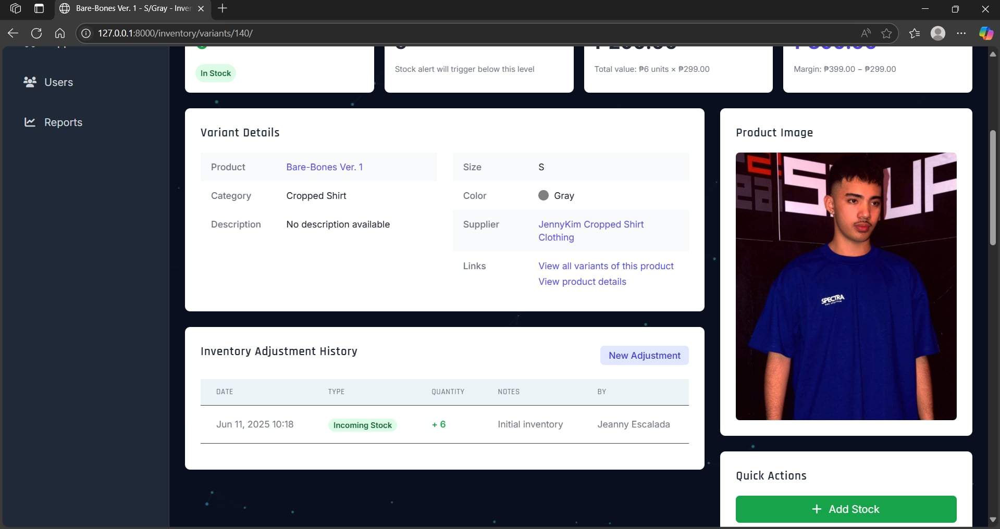 Bare-Bones Ver. 1 - S/Gray - Inver
127.0.0.1:8000/inventory/variants/140/
Users
Reports
In Stock
Stock alert will trigger below this level
Total value: ₱6 units × ₱299.00
Margin: ₱399.00 − ₱299.00
Variant Details
Product Bare-Bones Ver. 1
Category Cropped Shirt
Description No description available
Size S
Color Gray
Supplier JennyKim Cropped Shirt
Clothing
Links View all variants of this product
View product details
Product Image
SPECTRA
Inventory Adjustment History
New Adjustment
DATE TYPE QUANTITY NOTES BY
Jun 11, 2025 10:18 Incoming Stock + 6 Initial inventory Jeanny Escalada
Quick Actions
+ Add Stock